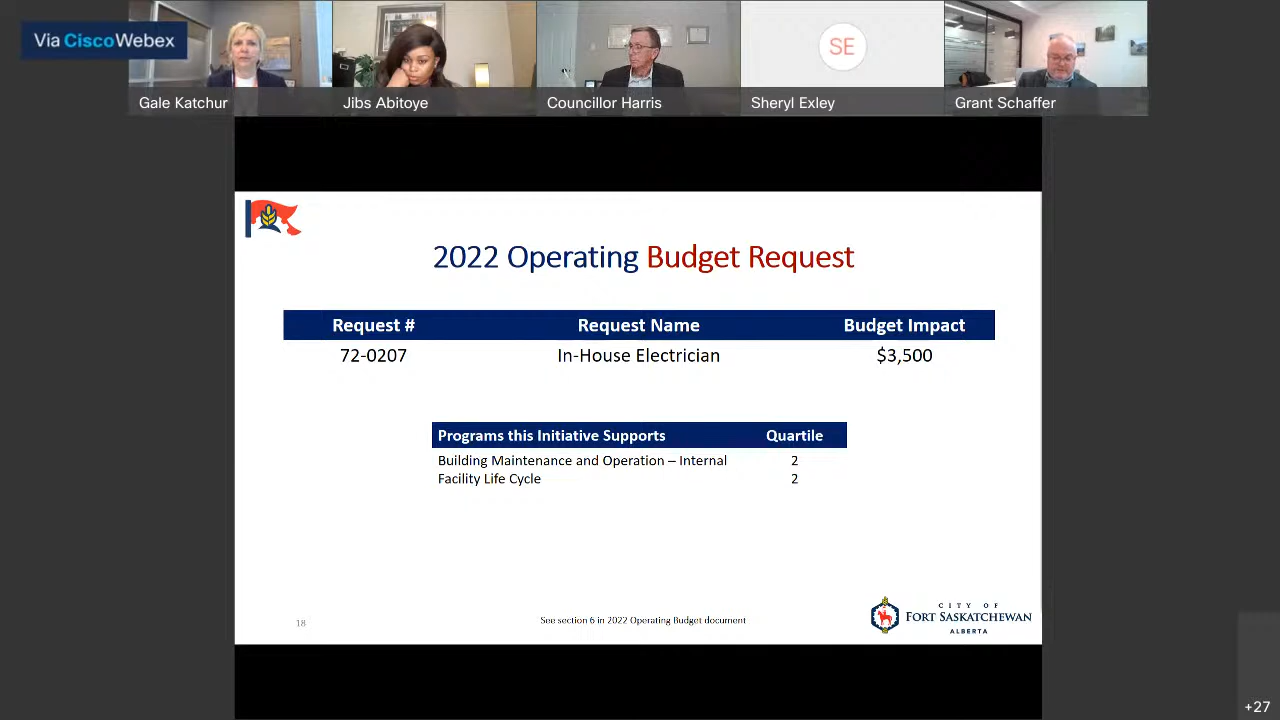 Via CiscoWebex
Gale Katchur
Jibs Abitoye
Councillor Harris
SE
Sheryl Exley
Grant Schaffer
2022 Operating Budget Request
Request # Request Name Budget Impact
72-0207 In-House Electrician $3,500
Programs this Initiative Supports Quartile
Building Maintenance and Operation – Internal 2
Facility Life Cycle 2
18
See section 6 in 2022 Operating Budget document
CITY OF
FORT SASKATCHEWAN
ALBERTA
+27